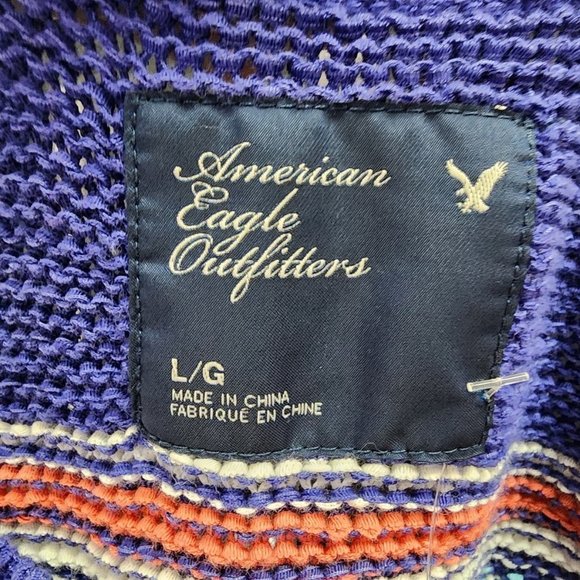 American
Eagle
Outfitters
L/G
MADE IN CHINA
FABRIQUÉ EN CHINE